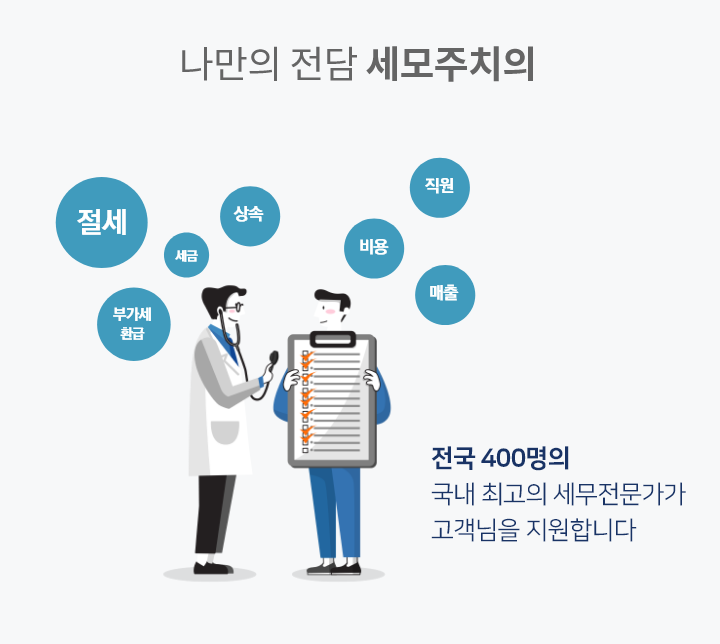 나만의 전담 세모주치의
직원
절세
상속
비용
세금
매출
부가세
환급
전국 400명의
국내 최고의 세무전문가가
고객님을 지원합니다